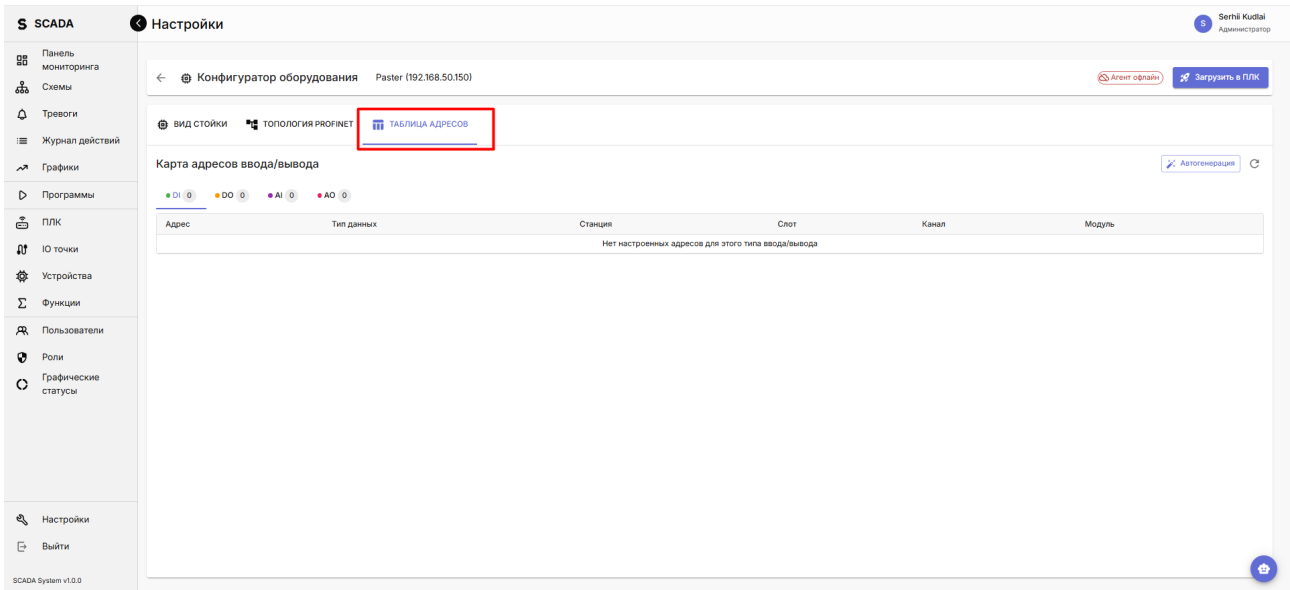 S SCADA
Настройки
S
Serhii Kudlai
Администратор
Панель
мониторинга
Схемы
Тревоги
Журнал действий
Графики
Программы
ПЛК
IO точки
Устройства
Функции
Пользователи
Роли
Графические
статусы
Настройки
Выйти
SCADA System v1.0.0
Конфигуратор оборудования Paster (192.168.50.150)
Агент офлайн
Загрузить в ПЛК
ВИД СТОЙКИ ТОПОЛОГИЯ PROFINET ТАБЛИЦА АДРЕСОВ
Карта адресов ввода/вывода
Автогенерация
DI 0 DO 0 AI 0 AO 0
Адрес Тип данных Станция Слот Канал Модуль
Нет настроенных адресов для этого типа ввода/вывода